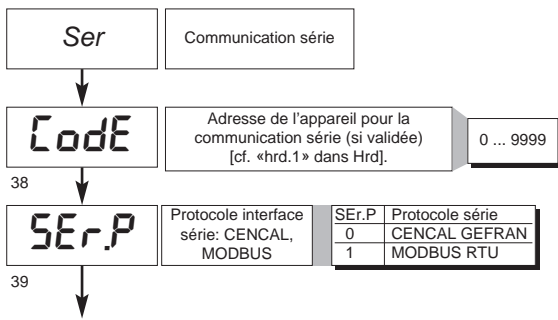 Ser
Communication série
CodE
Adresse de l'appareil pour la
communication série (si validée)
[cf. «hrd.1» dans Hrd].
0 ... 9999
38
SEr.P
Protocole interface
série: CENCAL,
MODBUS
SEr.P Protocole série
0 CENCAL GEFRAN
1 MODBUS RTU
39